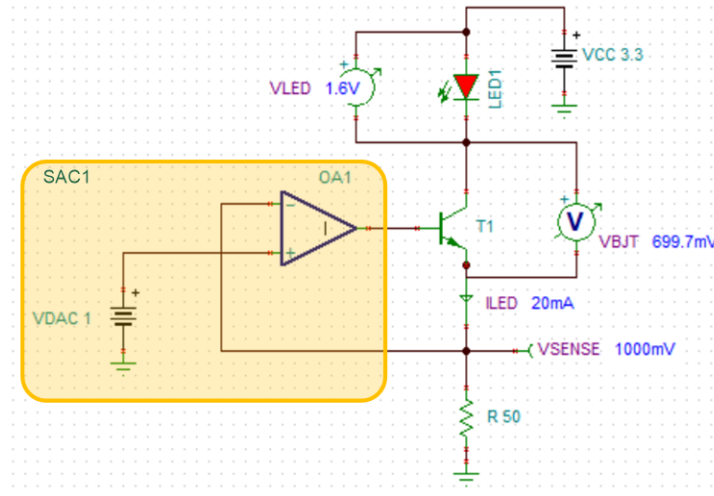 VCC 3.3
VLED 1.6V
LED1
SAC1
OA1
T1
V
VBJT 699.7mV
VDAC 1
ILED 20mA
VSENSE 1000mV
R 50